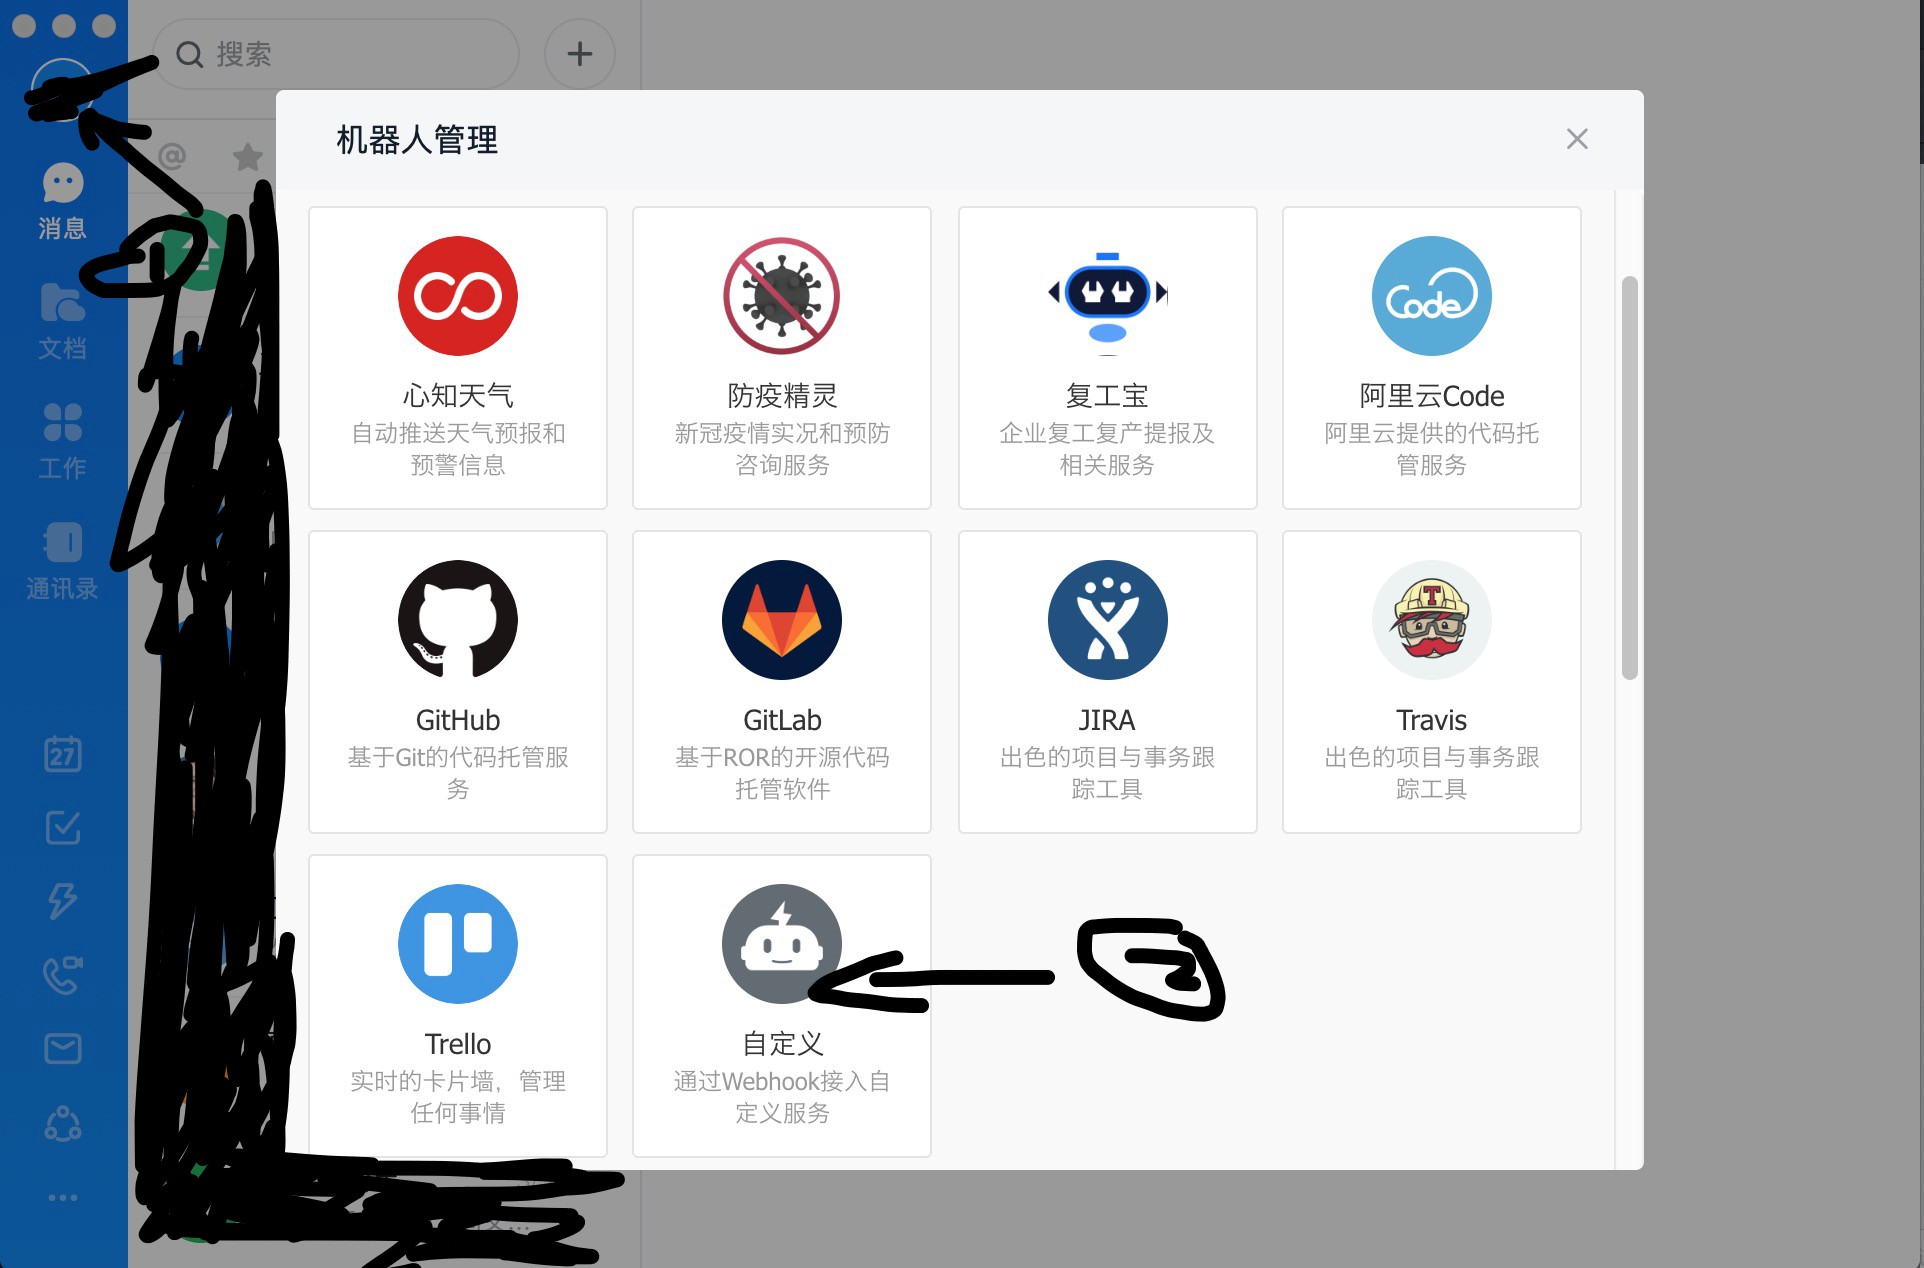 搜索
@
消息
文档
工作
通讯录
27
机器人管理
心知天气
自动推送天气预报和
预警信息
防疫精灵
新冠疫情实况和预防
咨询服务
复工宝
企业复工复产提报及
相关服务
Code
阿里云Code
阿里云提供的代码托
管服务
GitHub
基于Git的代码托管服
务
GitLab
基于ROR的开源代码
托管软件
JIRA
出色的项目与事务跟
踪工具
T
Travis
出色的项目与事务跟
踪工具
Trello
实时的卡片墙，管理
任何事情
自定义
通过Webhook接入自
定义服务